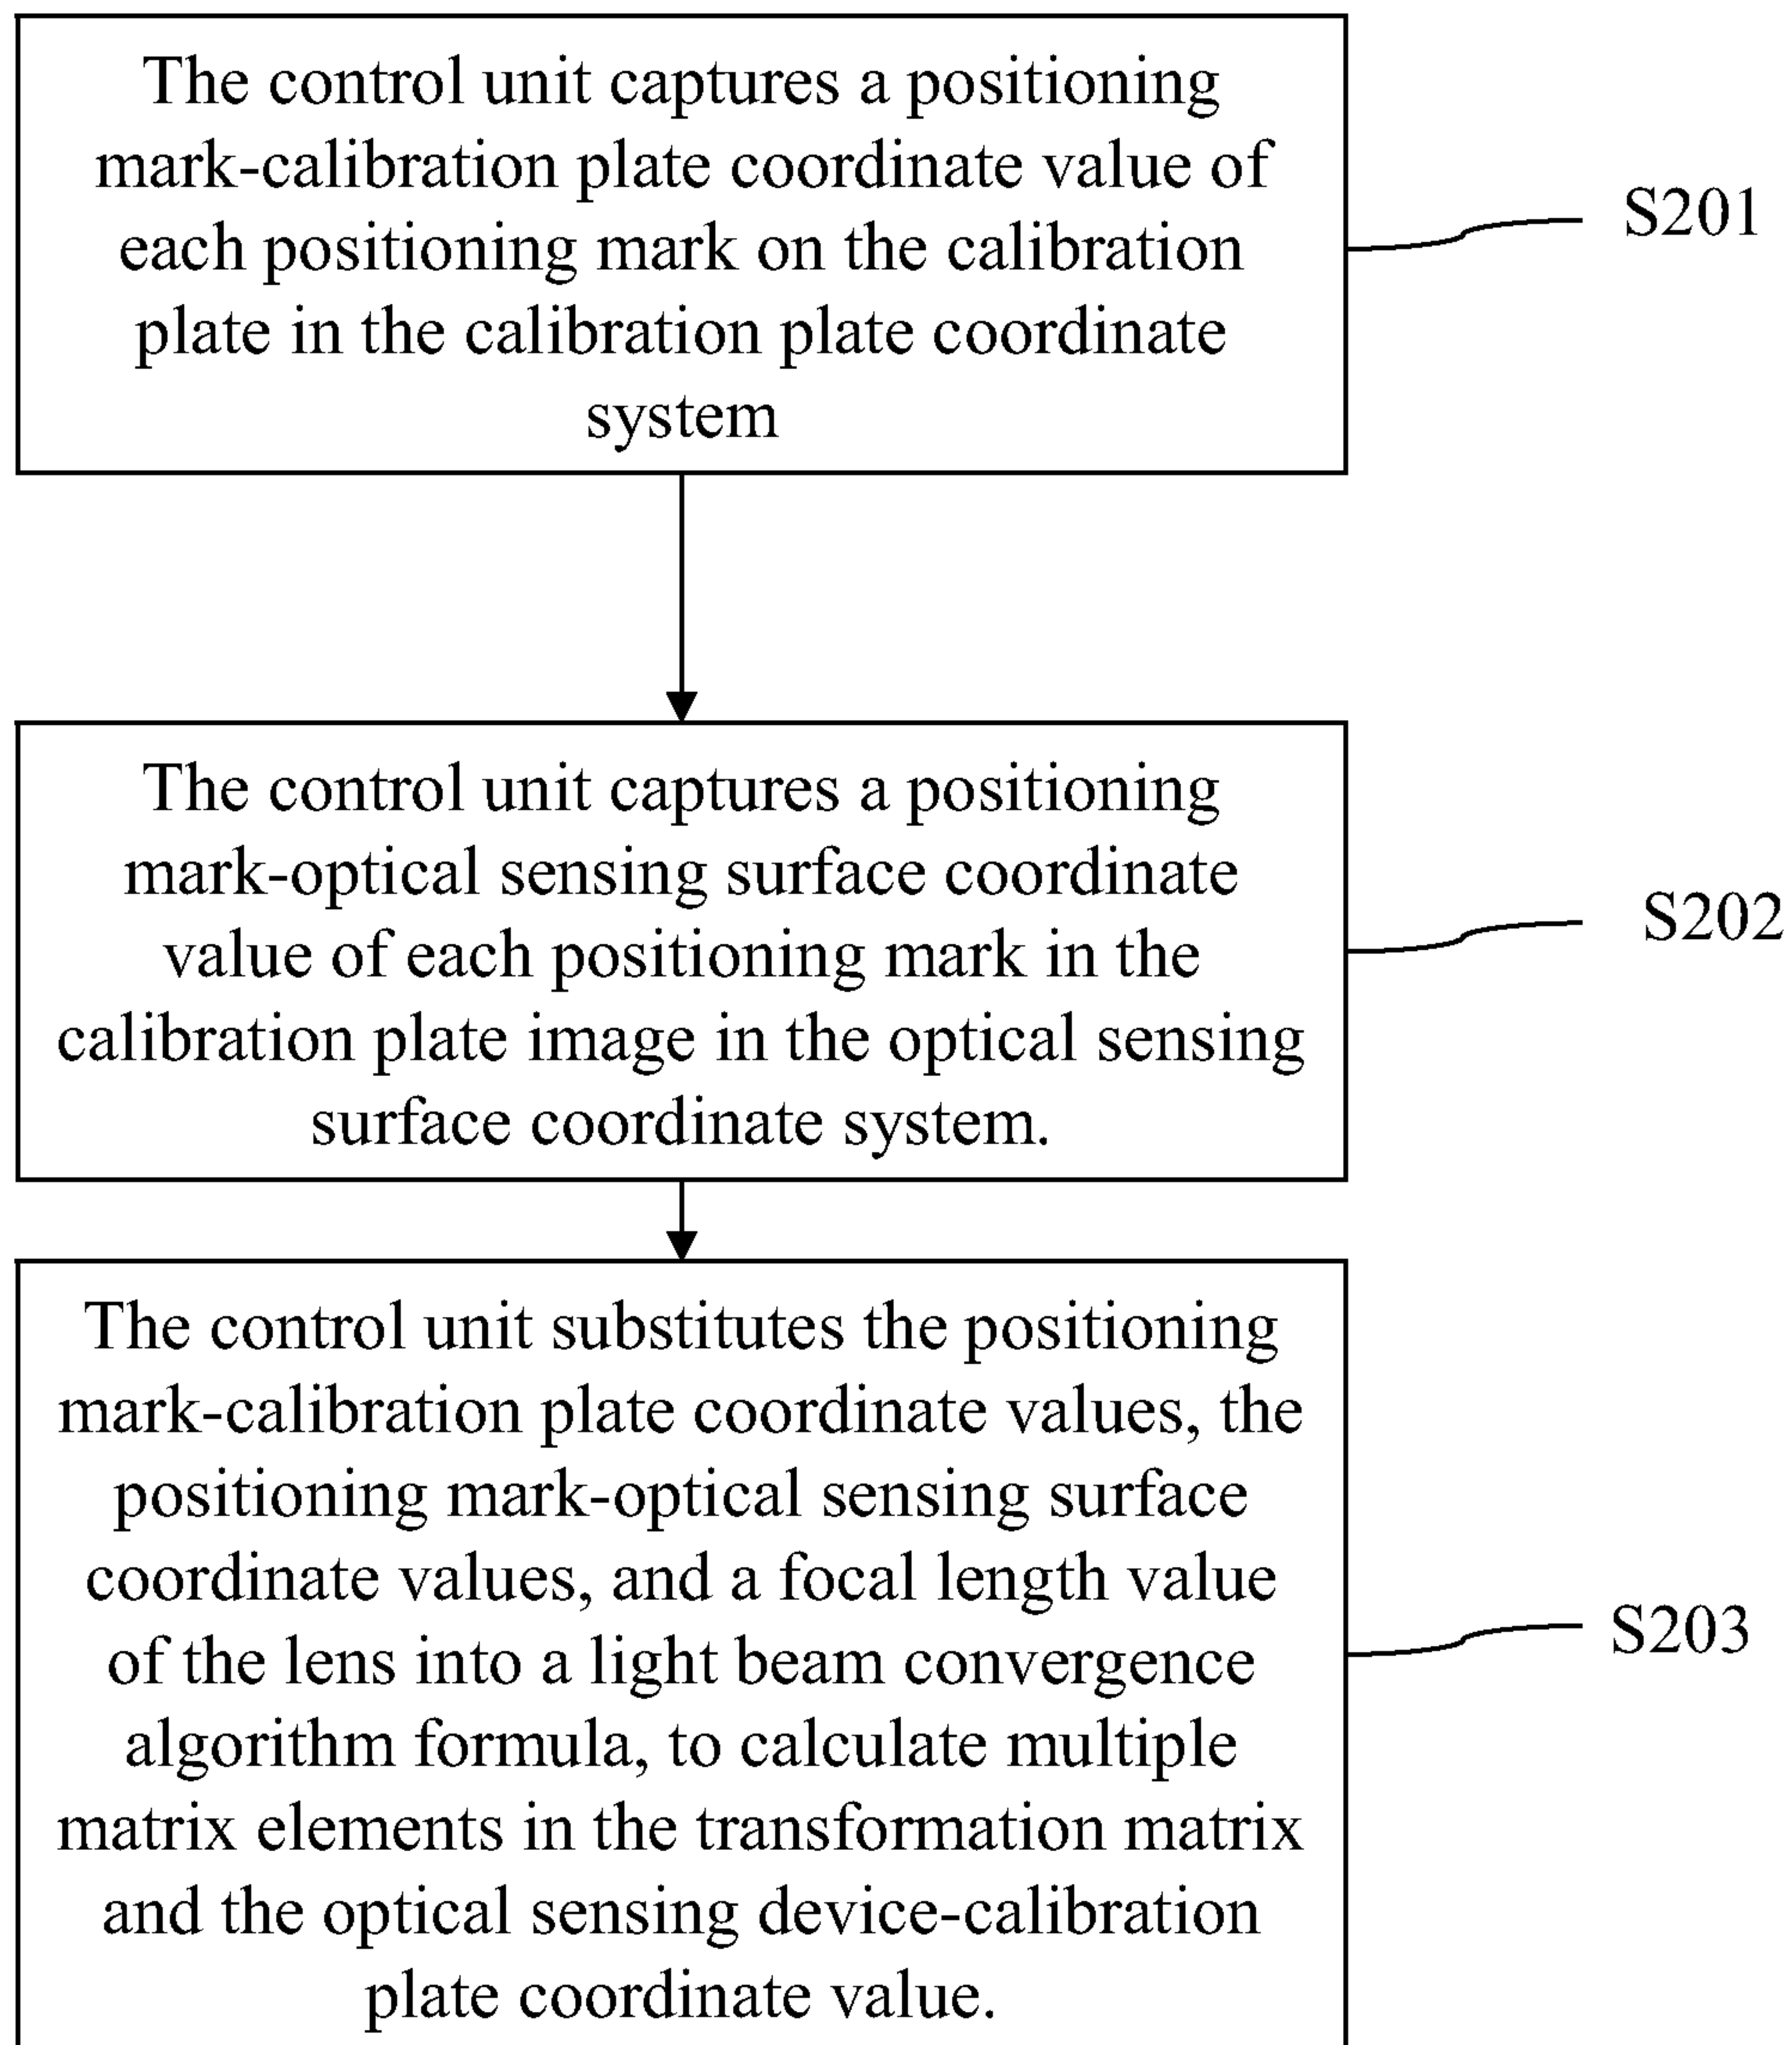 The control unit captures a positioning
mark-calibration plate coordinate value of
each positioning mark on the calibration
plate in the calibration plate coordinate
system
S201
The control unit captures a positioning
mark-optical sensing surface coordinate
value of each positioning mark in the
calibration plate image in the optical sensing
surface coordinate system.
S202
The control unit substitutes the positioning
mark-calibration plate coordinate values, the
positioning mark-optical sensing surface
coordinate values, and a focal length value
of the lens into a light beam convergence
algorithm formula, to calculate multiple
matrix elements in the transformation matrix
and the optical sensing device-calibration
plate coordinate value.
S203